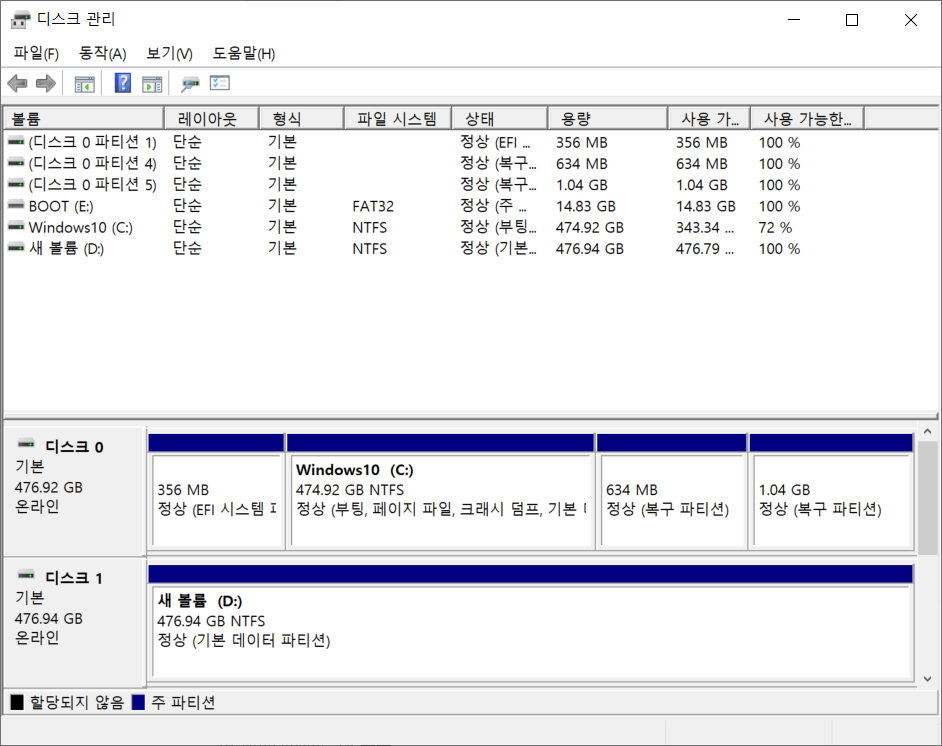 디스크 관리
파일(F) 동작(A) 보기(V) 도움말(H)
볼륨 레이아웃 형식 파일 시스템 상태 용량 사용 가... 사용 가능한...
(디스크 0 파티션 1) 단순 기본 정상 (EFI ... 356 MB 356 MB 100 %
(디스크 0 파티션 4) 단순 기본 정상 (복구... 634 MB 634 MB 100 %
(디스크 0 파티션 5) 단순 기본 정상 (복구... 1.04 GB 1.04 GB 100 %
BOOT (E:) 단순 기본 FAT32 정상 (주 ... 14.83 GB 14.83 GB 100 %
Windows10 (C:) 단순 기본 NTFS 정상 (부팅... 474.92 GB 343.34 ... 72 %
새 볼륨 (D:) 단순 기본 NTFS 정상 (기본... 476.94 GB 476.79 ... 100 %
디스크 0
기본
476.92 GB
온라인
356 MB
정상 (EFI 시스템
Windows10 (C:)
474.92 GB NTFS
정상 (부팅, 페이지 파일, 크래시 덤프, 기본
634 MB
정상 (복구 파티션)
1.04 GB
정상 (복구 파티션)
디스크 1
기본
476.94 GB
온라인
새 볼륨 (D:)
476.94 GB NTFS
정상 (기본 데이터 파티션)
할당되지 않음 주 파티션